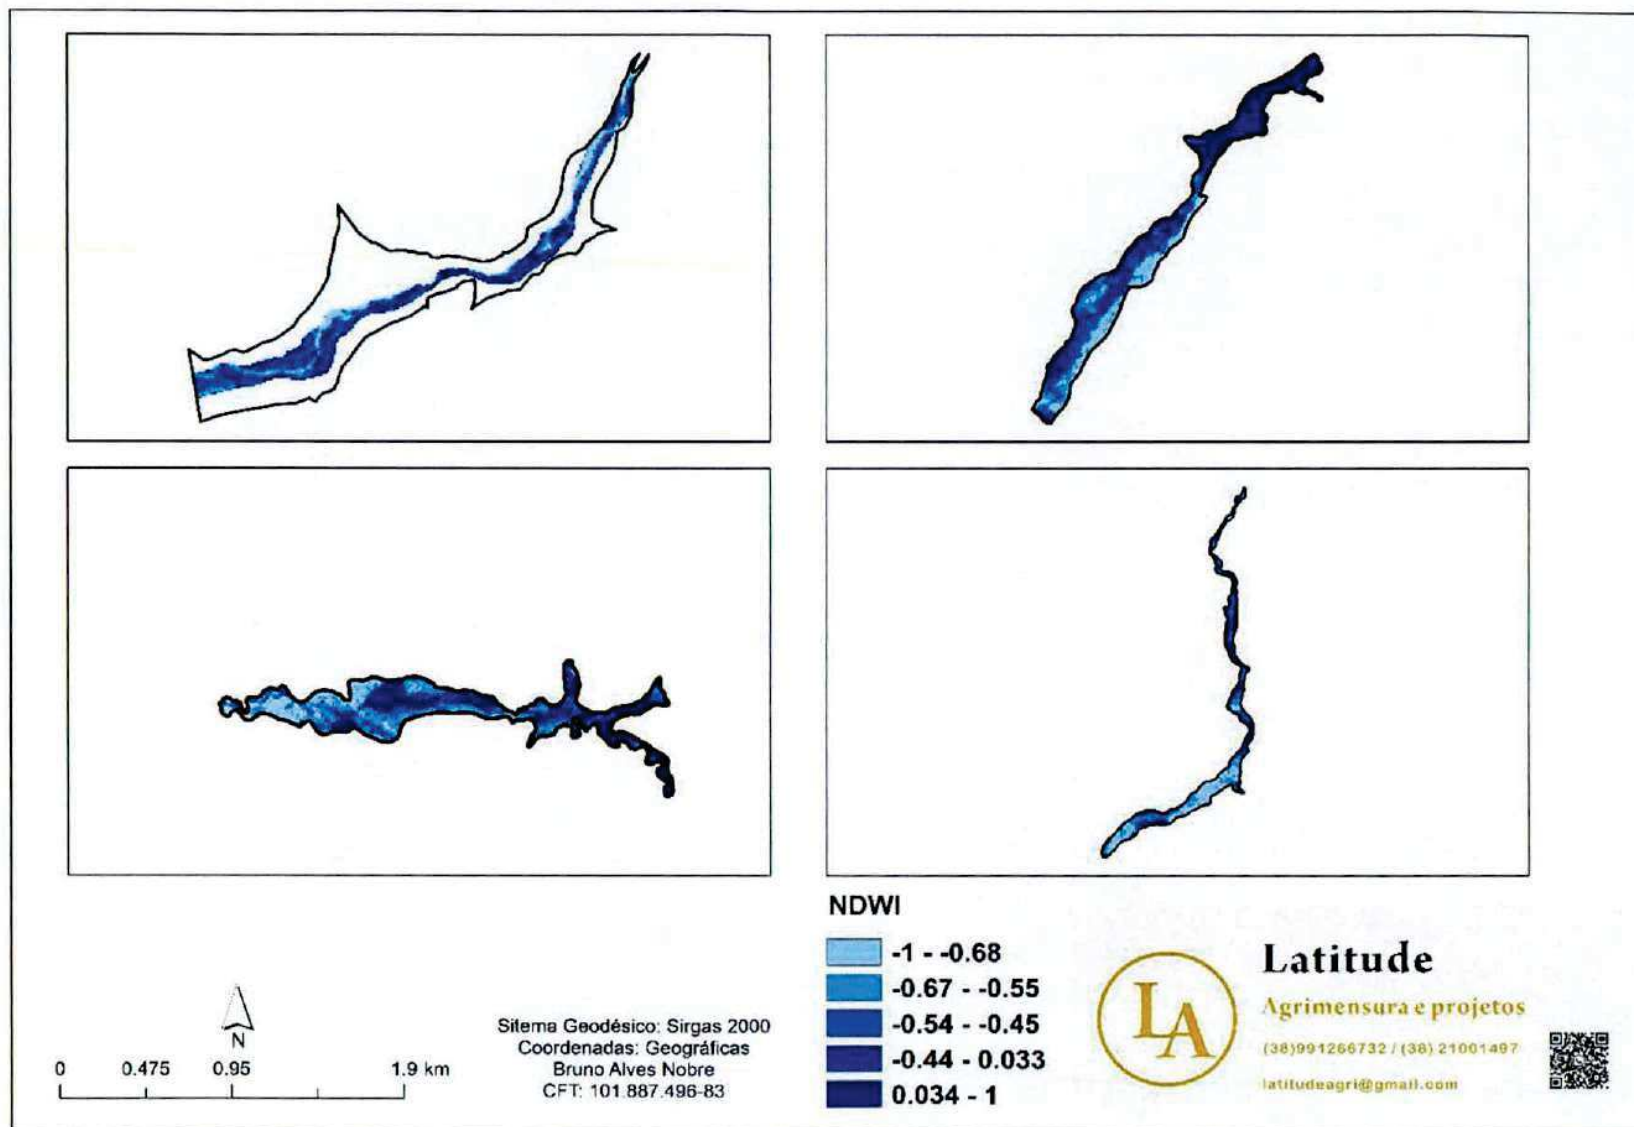 NDWI
-1 - -0.68
-0.67 - -0.55
-0.54 - -0.45
-0.44 - 0.033
0.034 - 1
N
0 0.475 0.95 1.9 km
Sitema Geodésico: Sirgas 2000
Coordenadas: Geográficas
Bruno Alves Nobre
CFT: 101.887.496-83
LA
Latitude
Agrimensura e projetos
(38)991266732 / (38) 21001497
latitudeagri@gmail.com